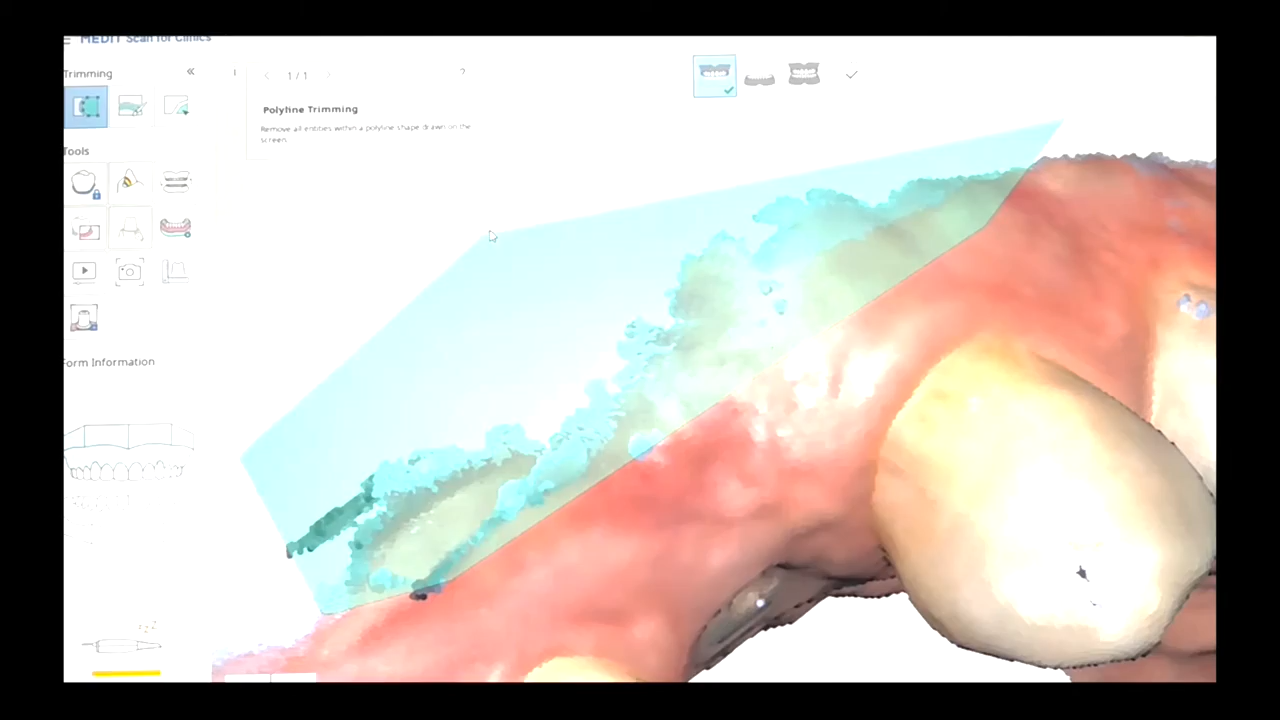 MEDIT Scan for Clinics
Trimming
1 / 1
?
Polyline Trimming
Remove all entities within a polyline shape drawn on the
screen.
Tools
Form Information